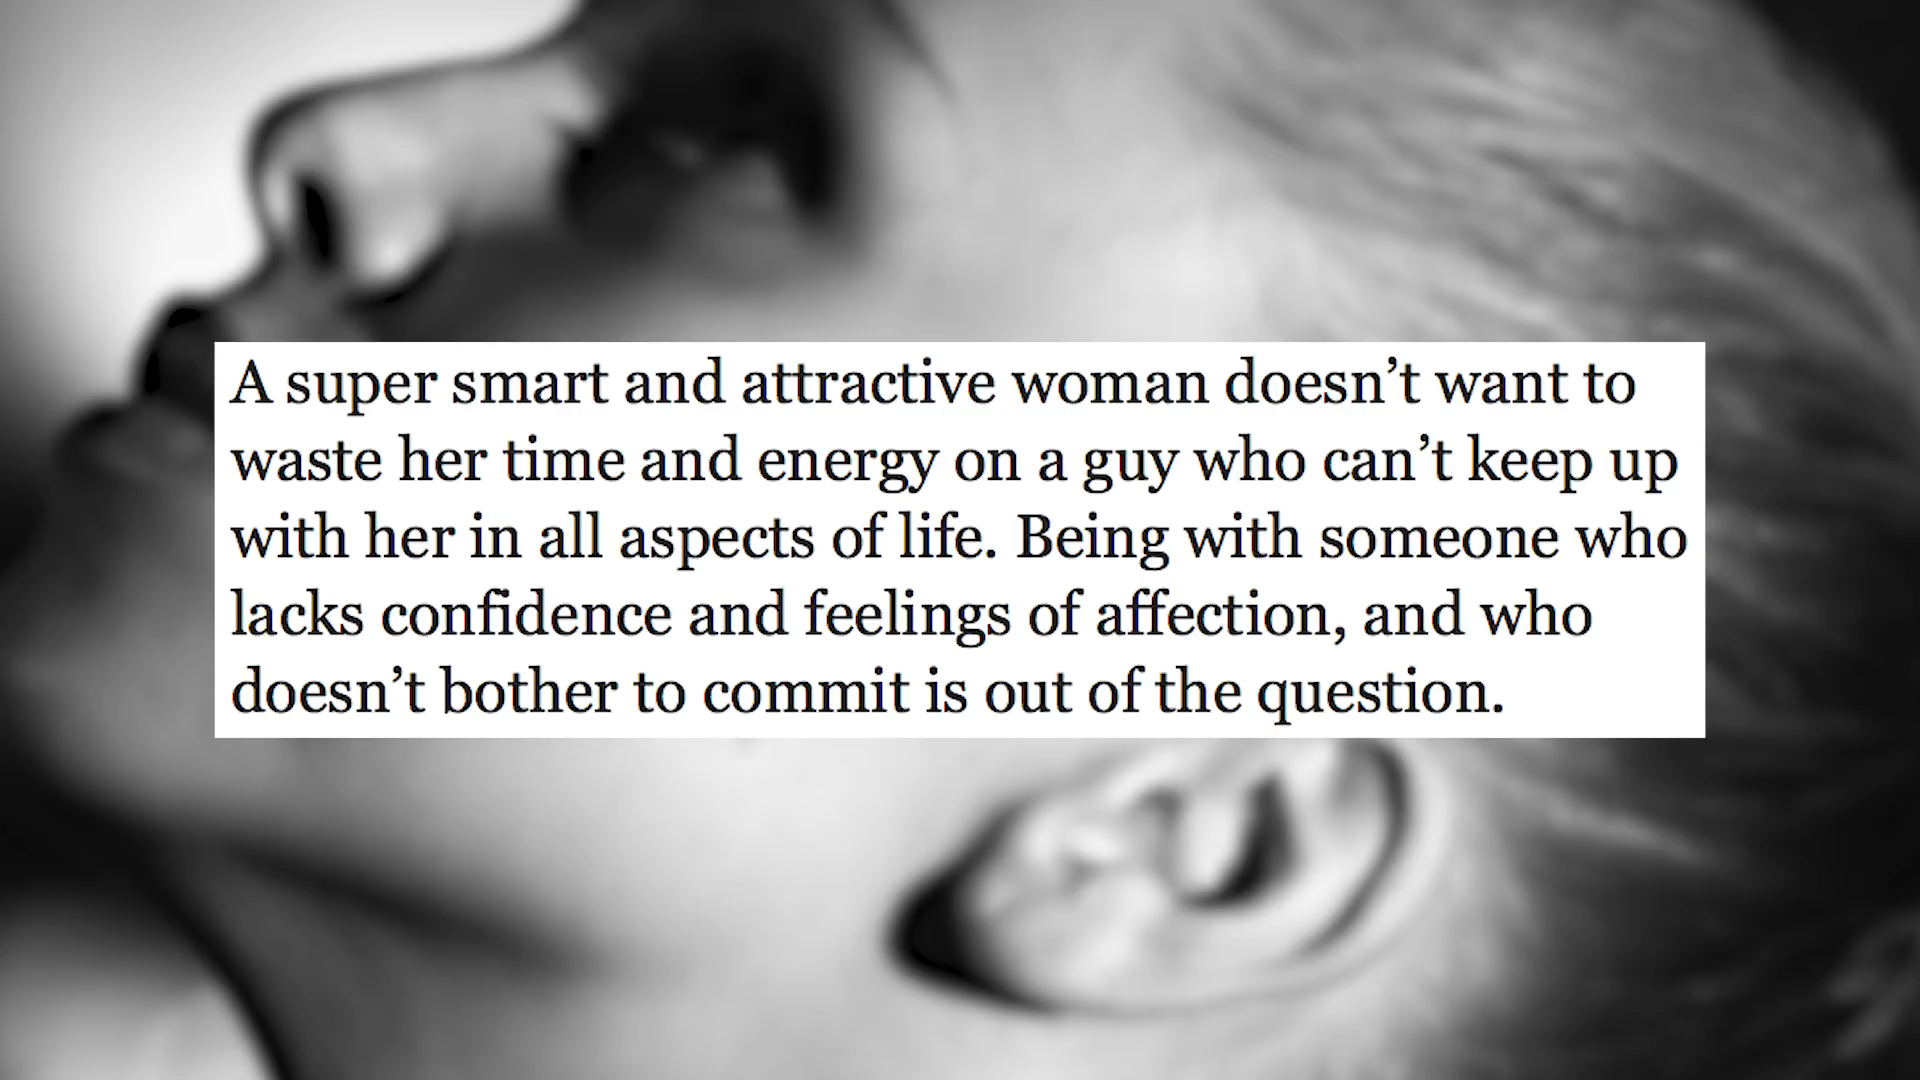 A super smart and attractive woman doesn’t want to
waste her time and energy on a guy who can’t keep up
with her in all aspects of life. Being with someone who
lacks confidence and feelings of affection, and who
doesn’t bother to commit is out of the question.